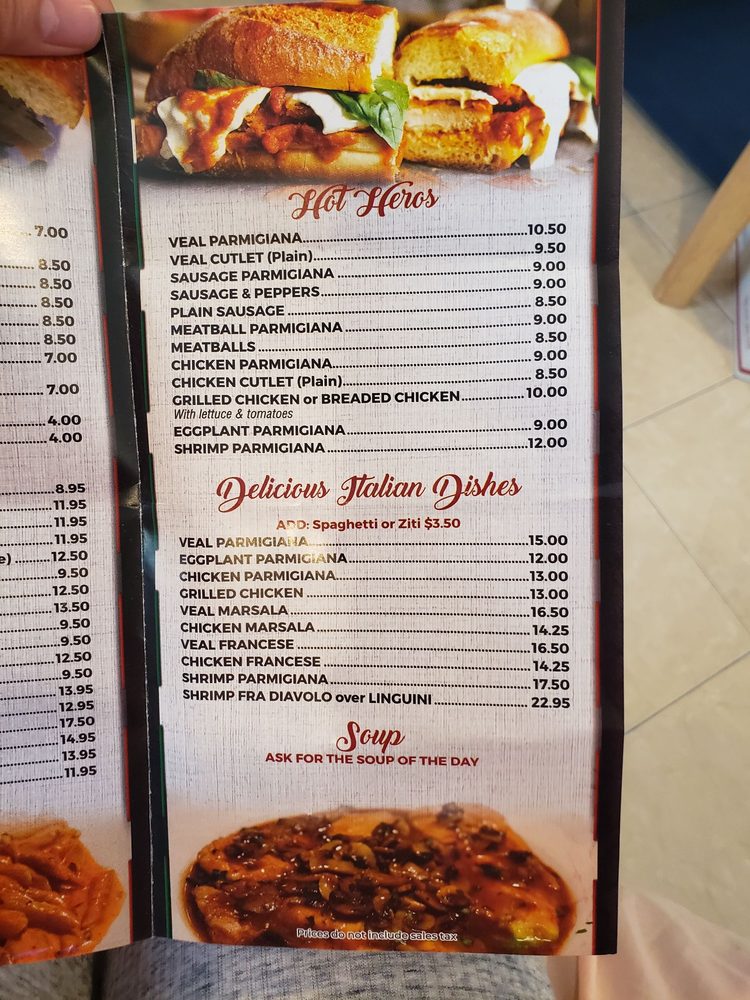 7.00
8.50
8.50
8.50
8.50
8.50
7.00
7.00
4.00
4.00
8.95
11.95
11.95
11.95
e) 12.50
9.50
12.50
13.50
9.50
9.50
12.50
9.50
13.95
12.95
17.50
14.95
13.95
11.95
Hot Heros
VEAL PARMIGIANA 10.50
VEAL CUTLET (Plain) 9.50
SAUSAGE PARMIGIANA 9.00
SAUSAGE & PEPPERS 9.00
PLAIN SAUSAGE 8.50
MEATBALL PARMIGIANA 9.00
MEATBALLS 8.50
CHICKEN PARMIGIANA 9.00
CHICKEN CUTLET (Plain) 8.50
GRILLED CHICKEN or BREADED CHICKEN 10.00
With lettuce & tomatoes
EGGPLANT PARMIGIANA 9.00
SHRIMP PARMIGIANA 12.00
Delicious Italian Dishes
ADD: Spaghetti or Ziti $3.50
VEAL PARMIGIANA 15.00
EGGPLANT PARMIGIANA 12.00
CHICKEN PARMIGIANA 13.00
GRILLED CHICKEN 13.00
VEAL MARSALA 16.50
CHICKEN MARSALA 14.25
VEAL FRANCESE 16.50
CHICKEN FRANCESE 14.25
SHRIMP PARMIGIANA 17.50
SHRIMP FRA DIAVOLO over LINGUINI 22.95
Soup
ASK FOR THE SOUP OF THE DAY
Prices do not include sales tax